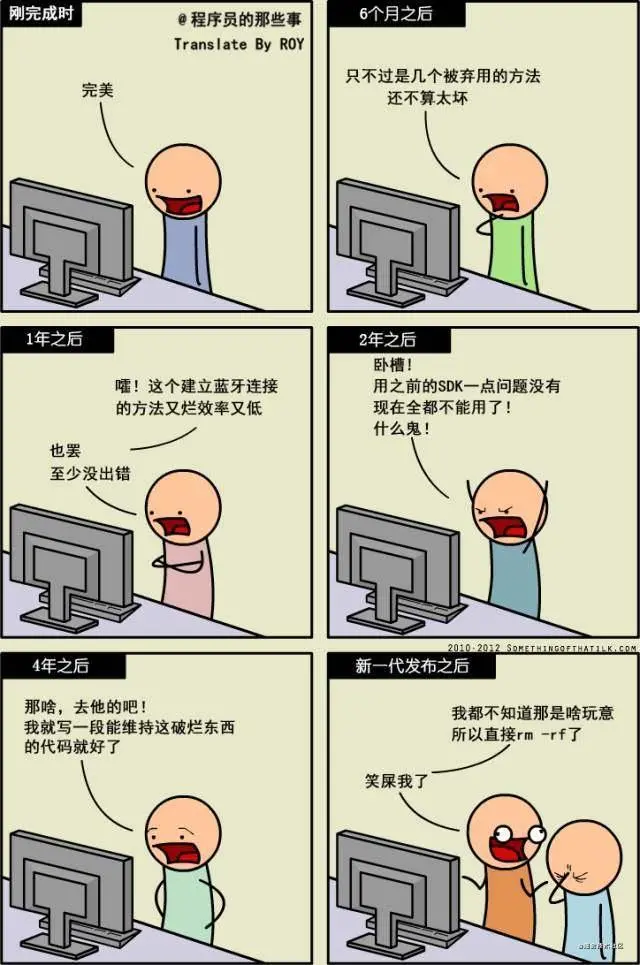 刚完成时
@程序员的那些事
Translate By ROY
完美
6个月之后
只不过是几个被弃用的方法
还不算太坏
1年之后
嚯！这个建立蓝牙连接
的方法又烂效率又低
也罢
至少没出错
2年之后
卧槽！
用之前的SDK一点问题没有
现在全都不能用了！
什么鬼！
2010-2012 SOMETHINGOFTHATILK.COM
4年之后
那啥，去他的吧！
我就写一段能维持这破烂东西
的代码就好了
新一代发布之后
我都不知道那是啥玩意
所以直接rm -rf了
笑屎我了